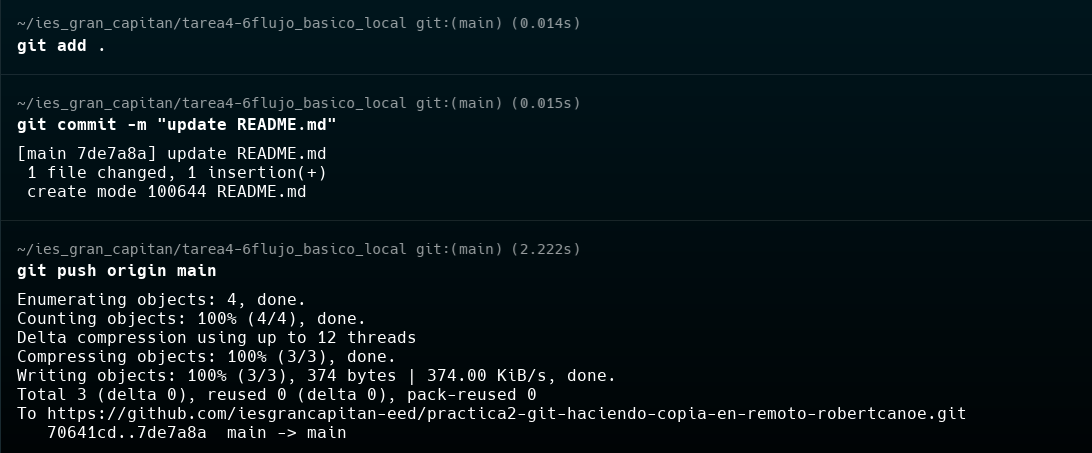 ~/ies_gran_capitan/tarea4-6flujo_basico_local git:(main) (0.014s)
git add .
~/ies_gran_capitan/tarea4-6flujo_basico_local git:(main) (0.015s)
git commit -m "update README.md"
[main 7de7a8a] update README.md
 1 file changed, 1 insertion(+)
 create mode 100644 README.md
~/ies_gran_capitan/tarea4-6flujo_basico_local git:(main) (2.222s)
git push origin main
Enumerating objects: 4, done.
Counting objects: 100% (4/4), done.
Delta compression using up to 12 threads
Compressing objects: 100% (3/3), done.
Writing objects: 100% (3/3), 374 bytes | 374.00 KiB/s, done.
Total 3 (delta 0), reused 0 (delta 0), pack-reused 0
To https://github.com/iesgrancapitan-eed/practica2-git-haciendo-copia-en-remoto-robertcanoe.git
   70641cd..7de7a8a  main -> main